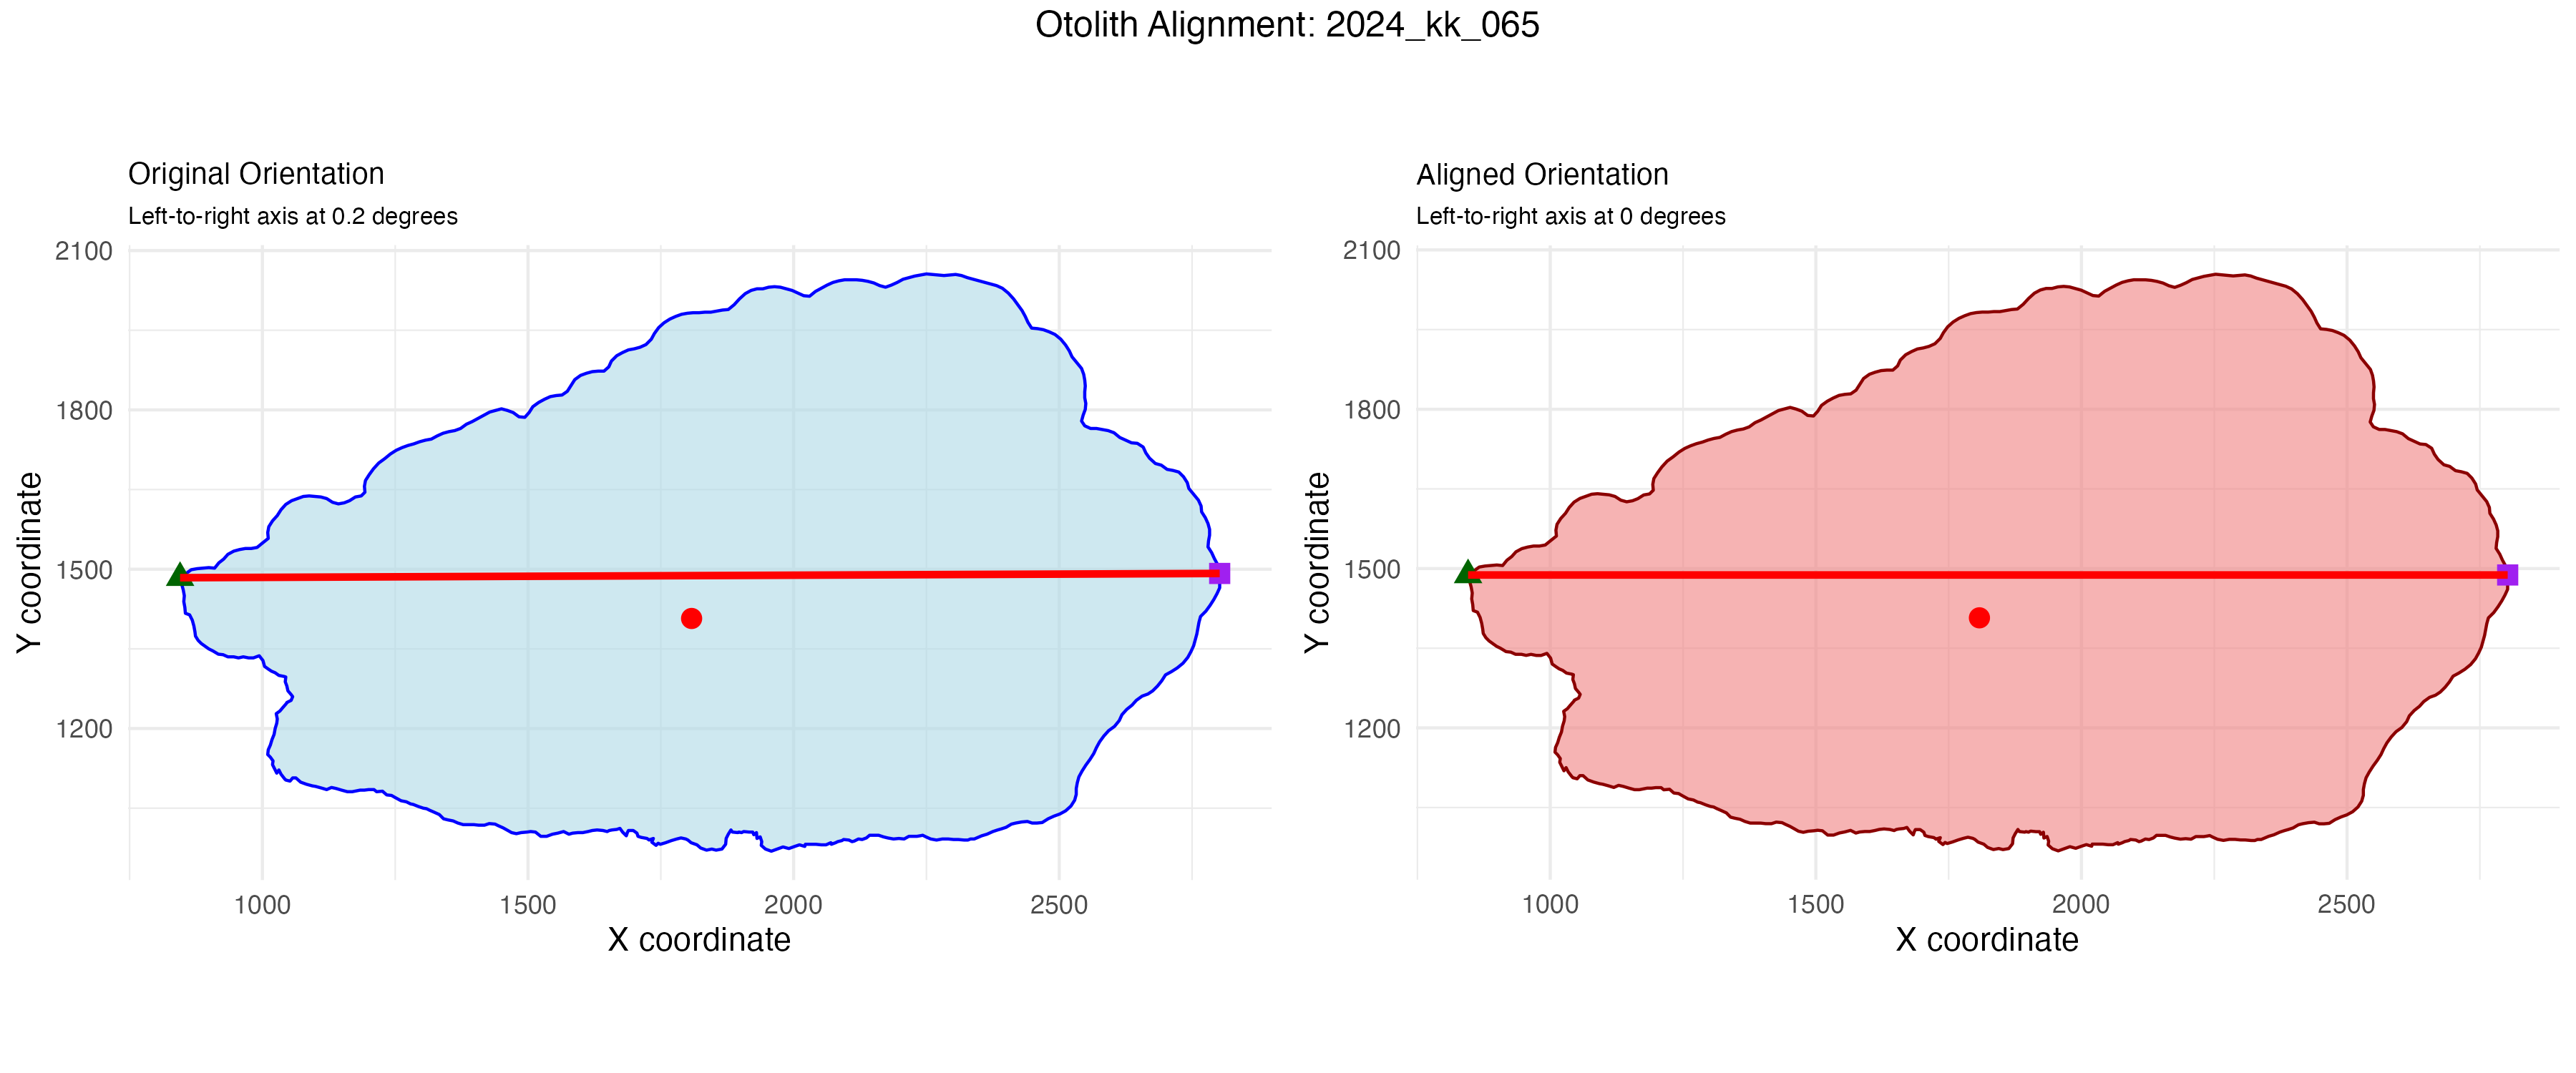 Otolith Alignment: 2024_kk_065
Original Orientation
Left-to-right axis at 0.2 degrees
2100
1800
1500
1200
Y coordinate
1000 1500 2000 2500
X coordinate
Aligned Orientation
Left-to-right axis at 0 degrees
2100
1800
1500
1200
Y coordinate
1000 1500 2000 2500
X coordinate